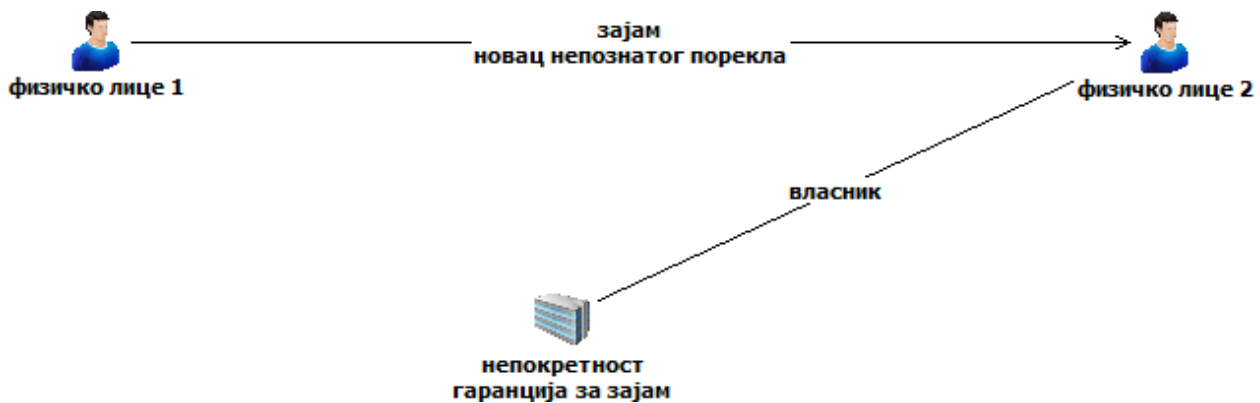 зајам
новац непознатог порекла
физичко лице 1
физичко лице 2
власник
непокретност
гаранција за зајам